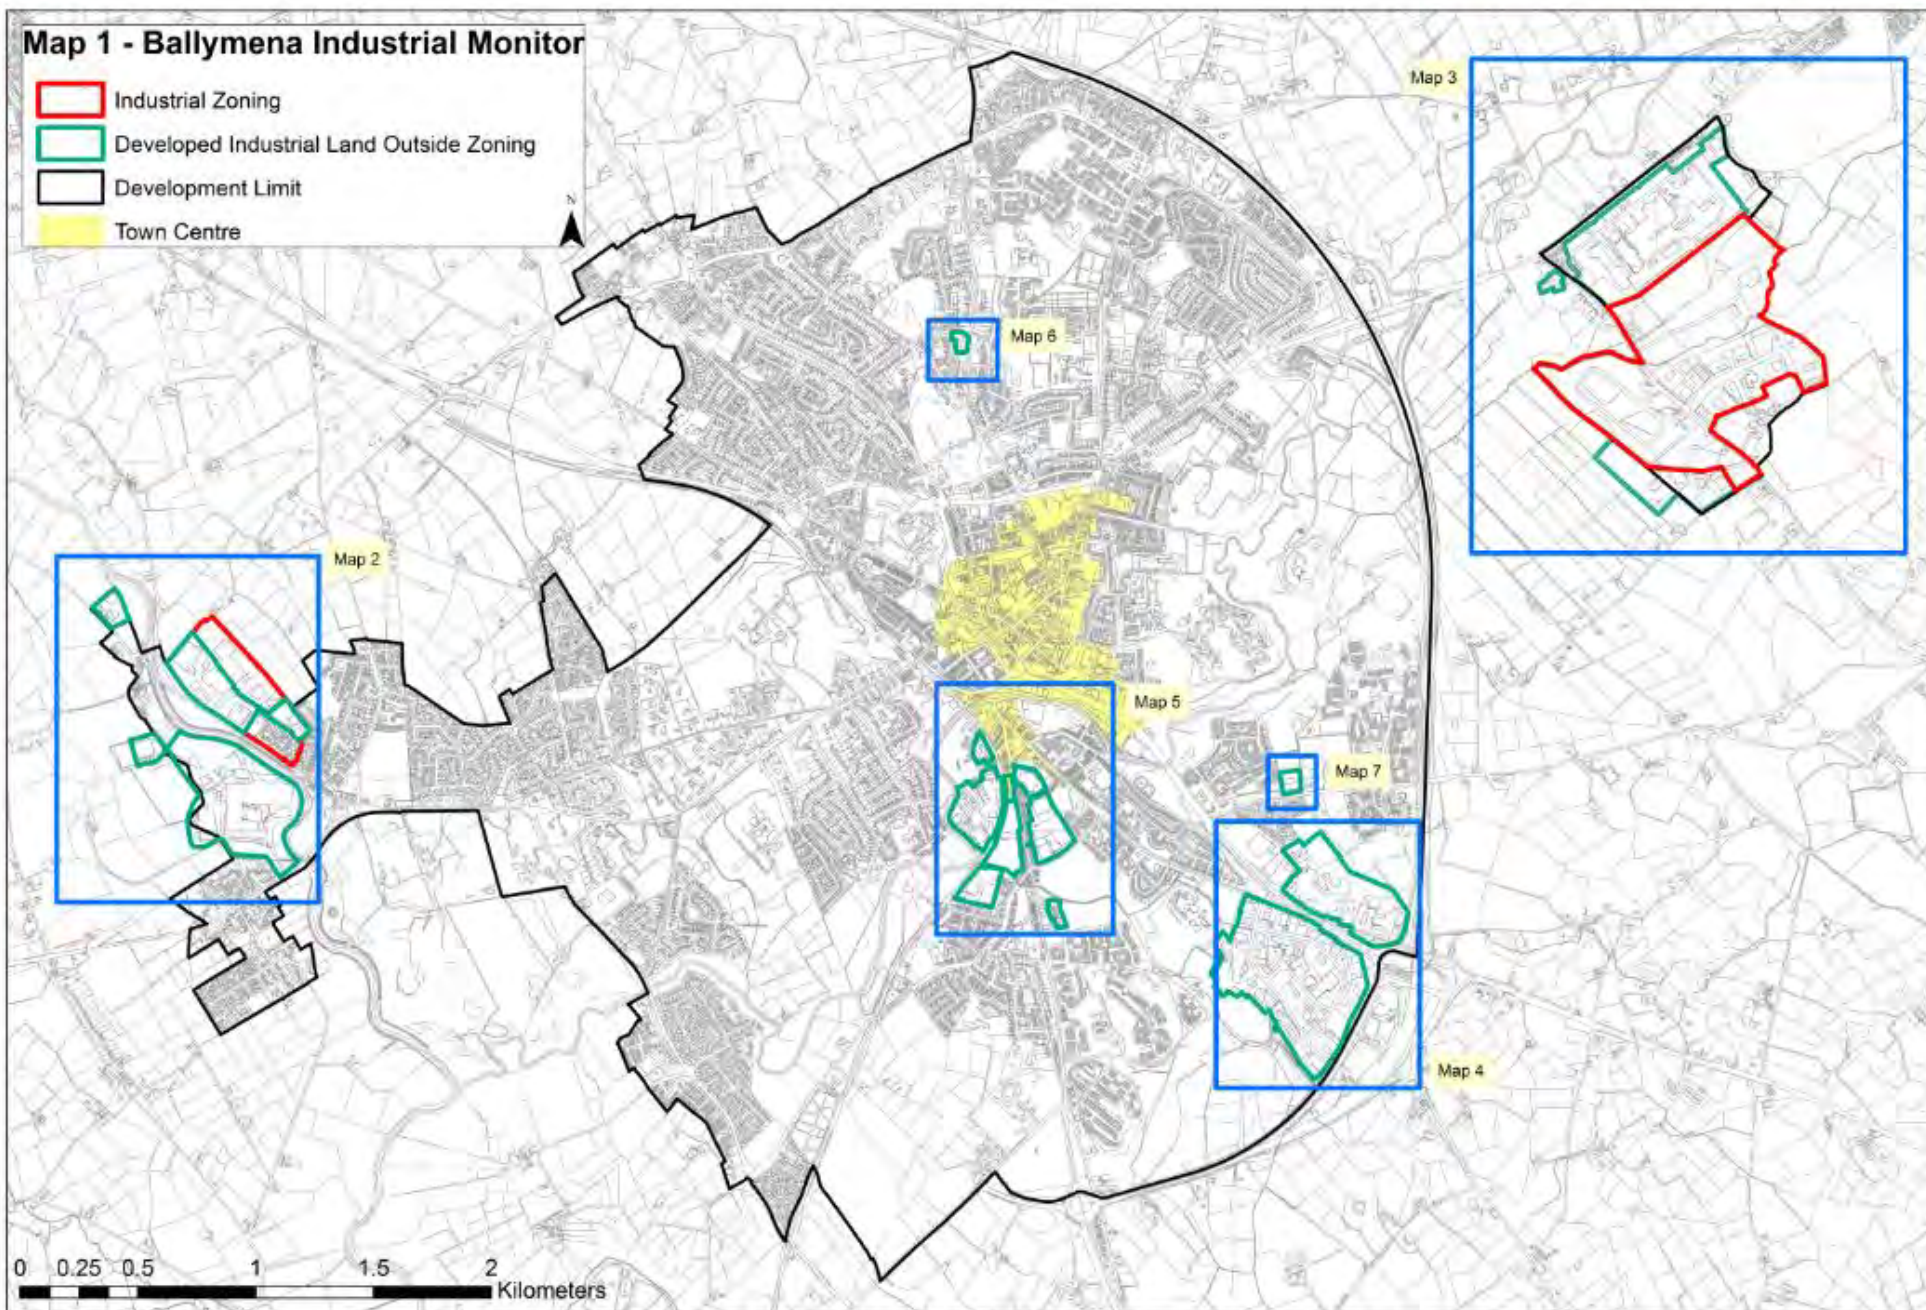 Map 1 - Ballymena Industrial Monitor
Industrial Zoning
Developed Industrial Land Outside Zoning
Development Limit
N
Town Centre
Map 3
Map 6
Map 2
Map 5
Map 7
Map 4
0 0.25 0.5 1 1.5 2
Kilometers